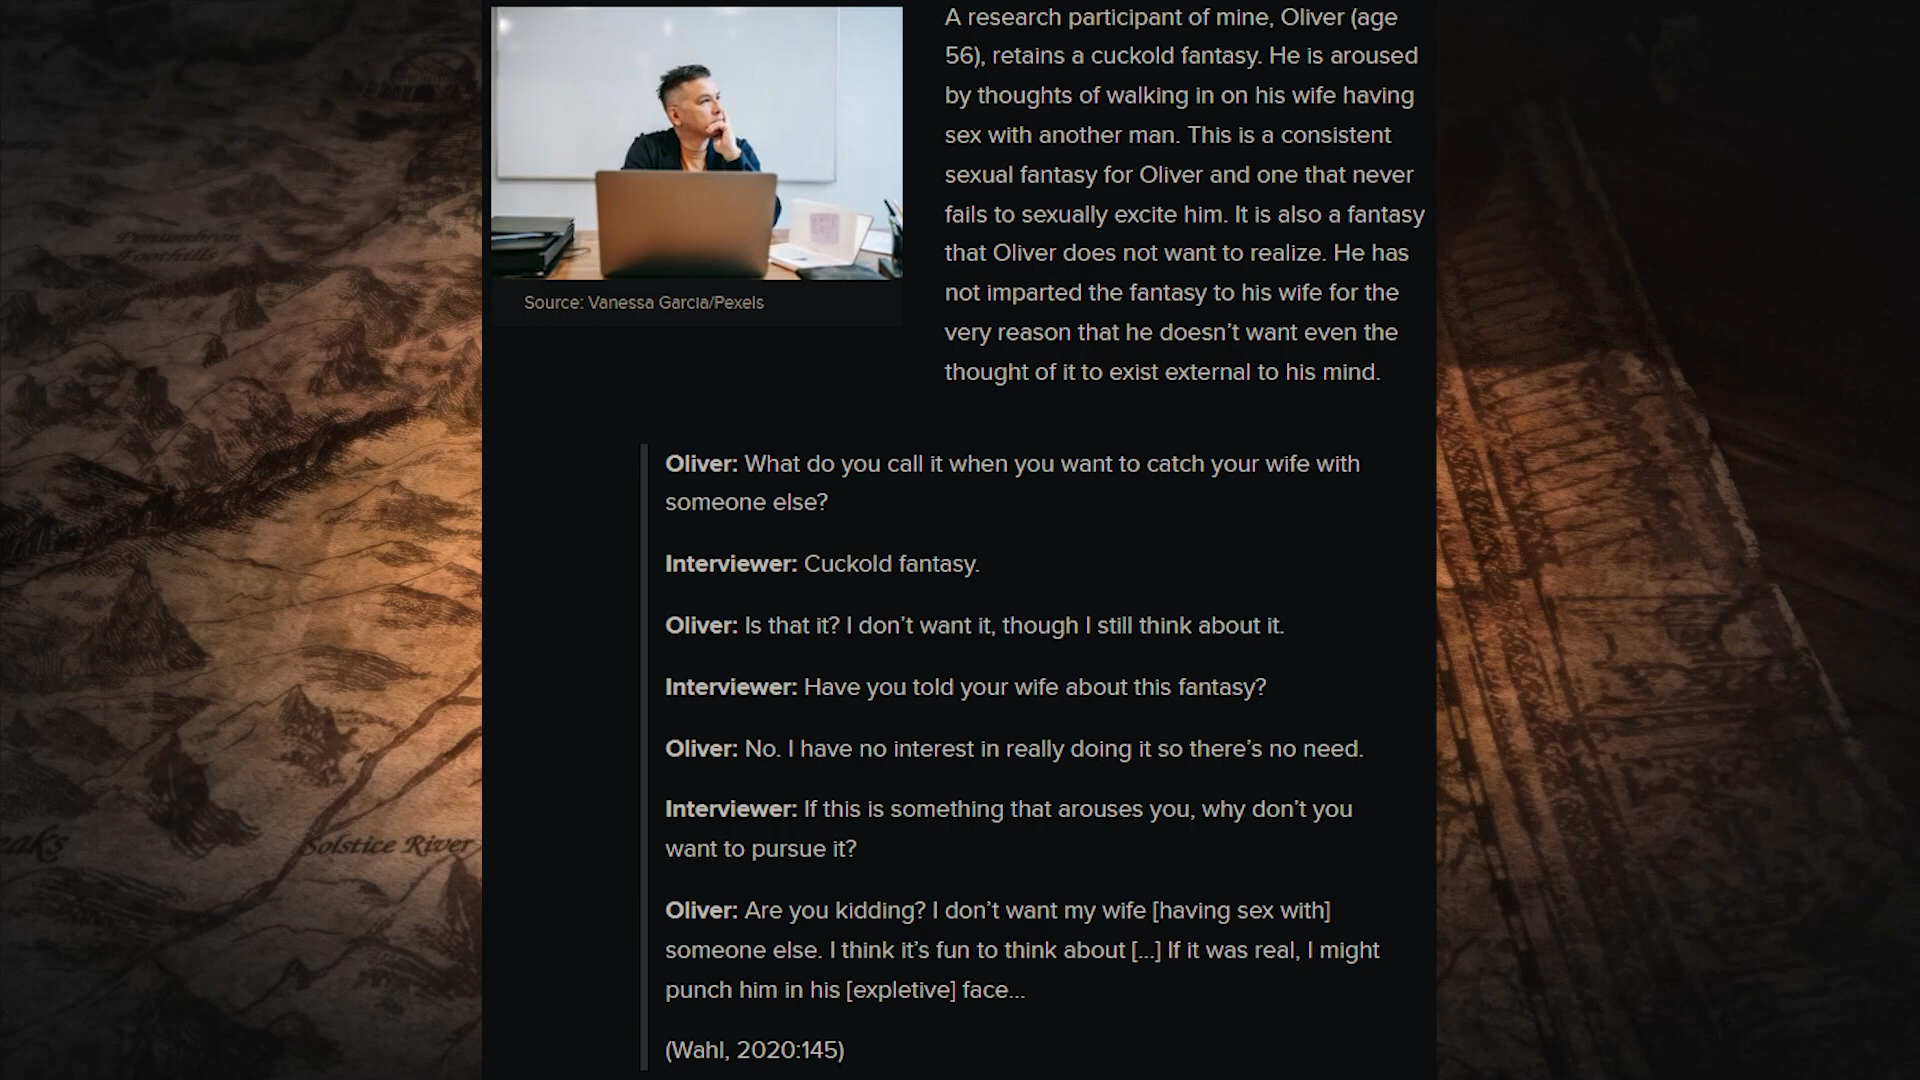 A research participant of mine, Oliver (age
56), retains a cuckold fantasy. He is aroused
by thoughts of walking in on his wife having
sex with another man. This is a consistent
sexual fantasy for Oliver and one that never
fails to sexually excite him. It is also a fantasy
that Oliver does not want to realize. He has
not imparted the fantasy to his wife for the
very reason that he doesn't want even the
thought of it to exist external to his mind.
Source: Vanessa Garcia/Pexels
Oliver: What do you call it when you want to catch your wife with
someone else?
Interviewer: Cuckold fantasy.
Oliver: Is that it? I don't want it, though I still think about it.
Interviewer: Have you told your wife about this fantasy?
Oliver: No. I have no interest in really doing it so there's no need.
Interviewer: If this is something that arouses you, why don't you
want to pursue it?
Oliver: Are you kidding? I don't want my wife [having sex with]
someone else. I think it's fun to think about [...] If it was real, I might
punch him in his [expletive] face...
(Wahl, 2020:145)
Penumbran
Foothills
eaks
Solstice River